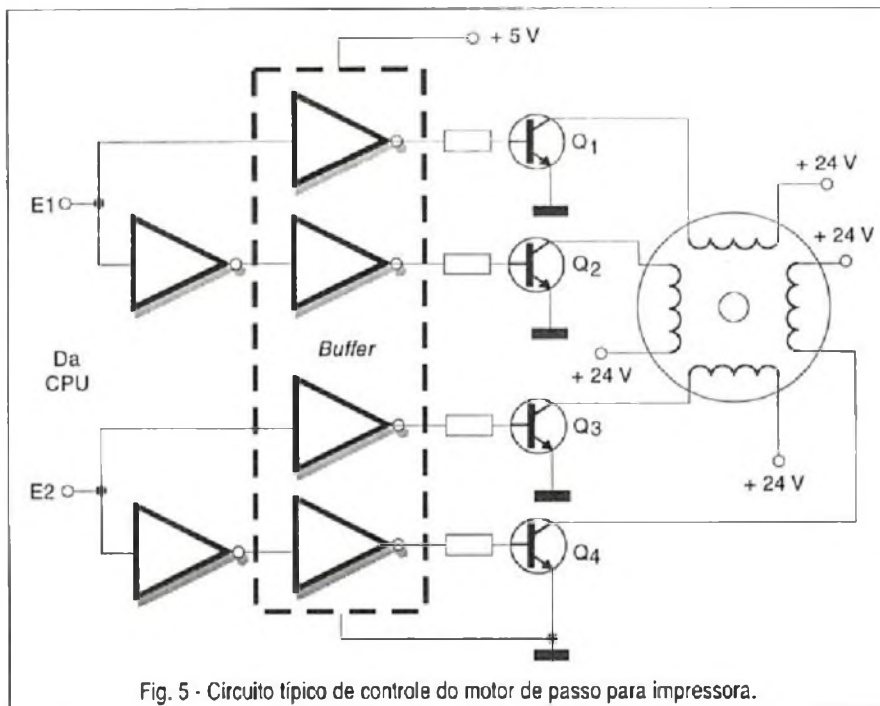 + 5 V
Q1
+ 24 V
+ 24 V
E1
Q2
Buffer
Da
CPU
+ 24 V
Q3
+ 24 V
E2
Q4
Fig. 5 - Circuito típico de controle do motor de passo para impressora.